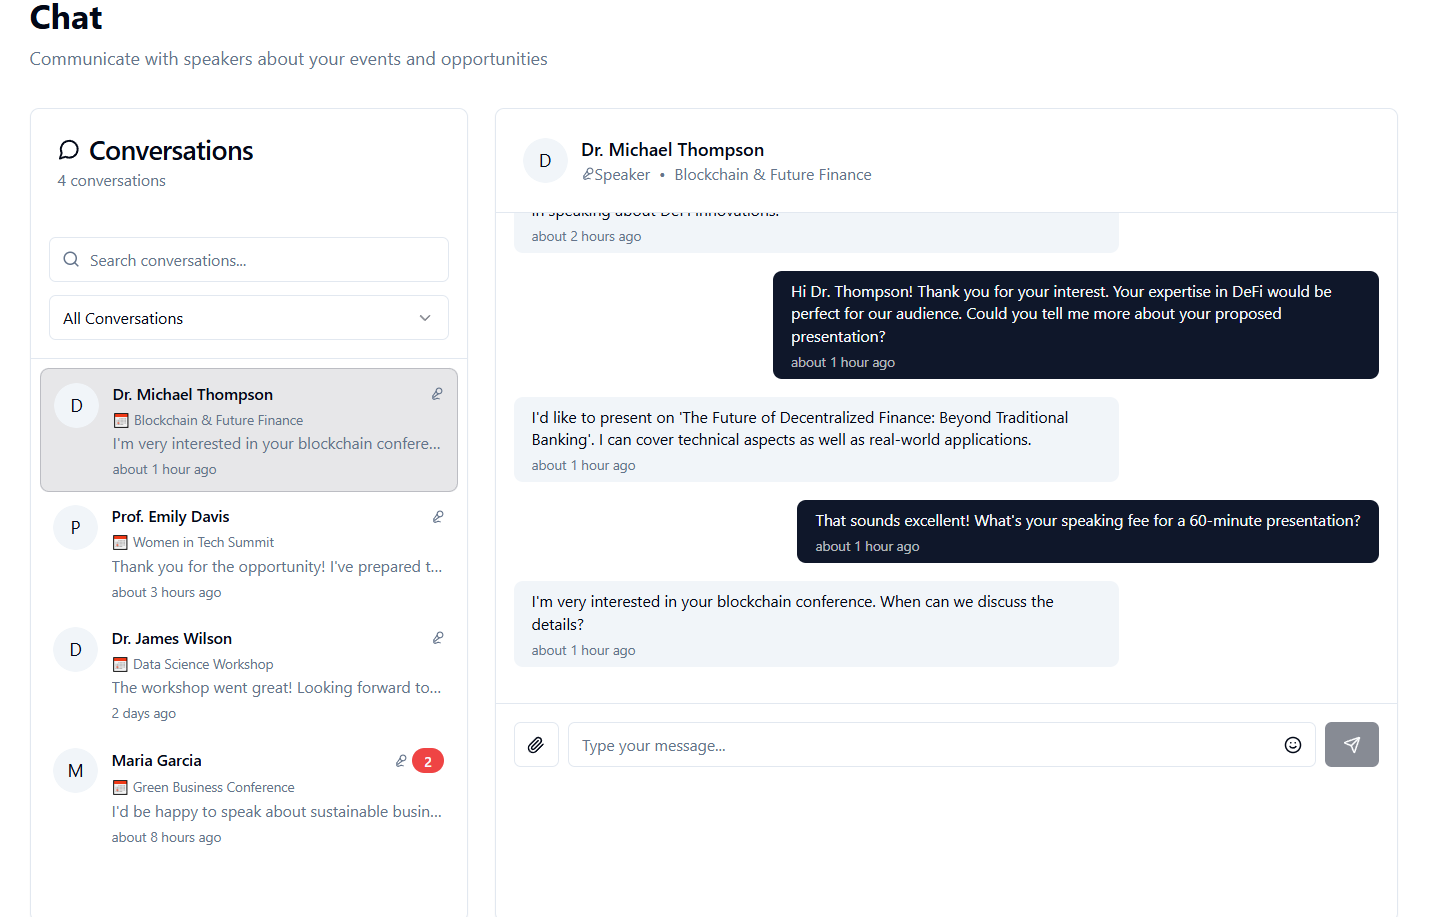 Chat
Communicate with speakers about your events and opportunities
Conversations
4 conversations
Search conversations...
All Conversations
Dr. Michael Thompson
D
Blockchain & Future Finance
I'm very interested in your blockchain confere...
about 1 hour ago
Prof. Emily Davis
P
Women in Tech Summit
Thank you for the opportunity! I've prepared t...
about 3 hours ago
Dr. James Wilson
D
Data Science Workshop
The workshop went great! Looking forward to...
2 days ago
Maria Garcia
2
M
Green Business Conference
I'd be happy to speak about sustainable busin...
about 8 hours ago
D
Dr. Michael Thompson
Speaker • Blockchain & Future Finance
in speaking about DeFi innovations.
about 2 hours ago
Hi Dr. Thompson! Thank you for your interest. Your expertise in DeFi would be
perfect for our audience. Could you tell me more about your proposed
presentation?
about 1 hour ago
I'd like to present on 'The Future of Decentralized Finance: Beyond Traditional
Banking'. I can cover technical aspects as well as real-world applications.
about 1 hour ago
That sounds excellent! What's your speaking fee for a 60-minute presentation?
about 1 hour ago
I'm very interested in your blockchain conference. When can we discuss the
details?
about 1 hour ago
Type your message...